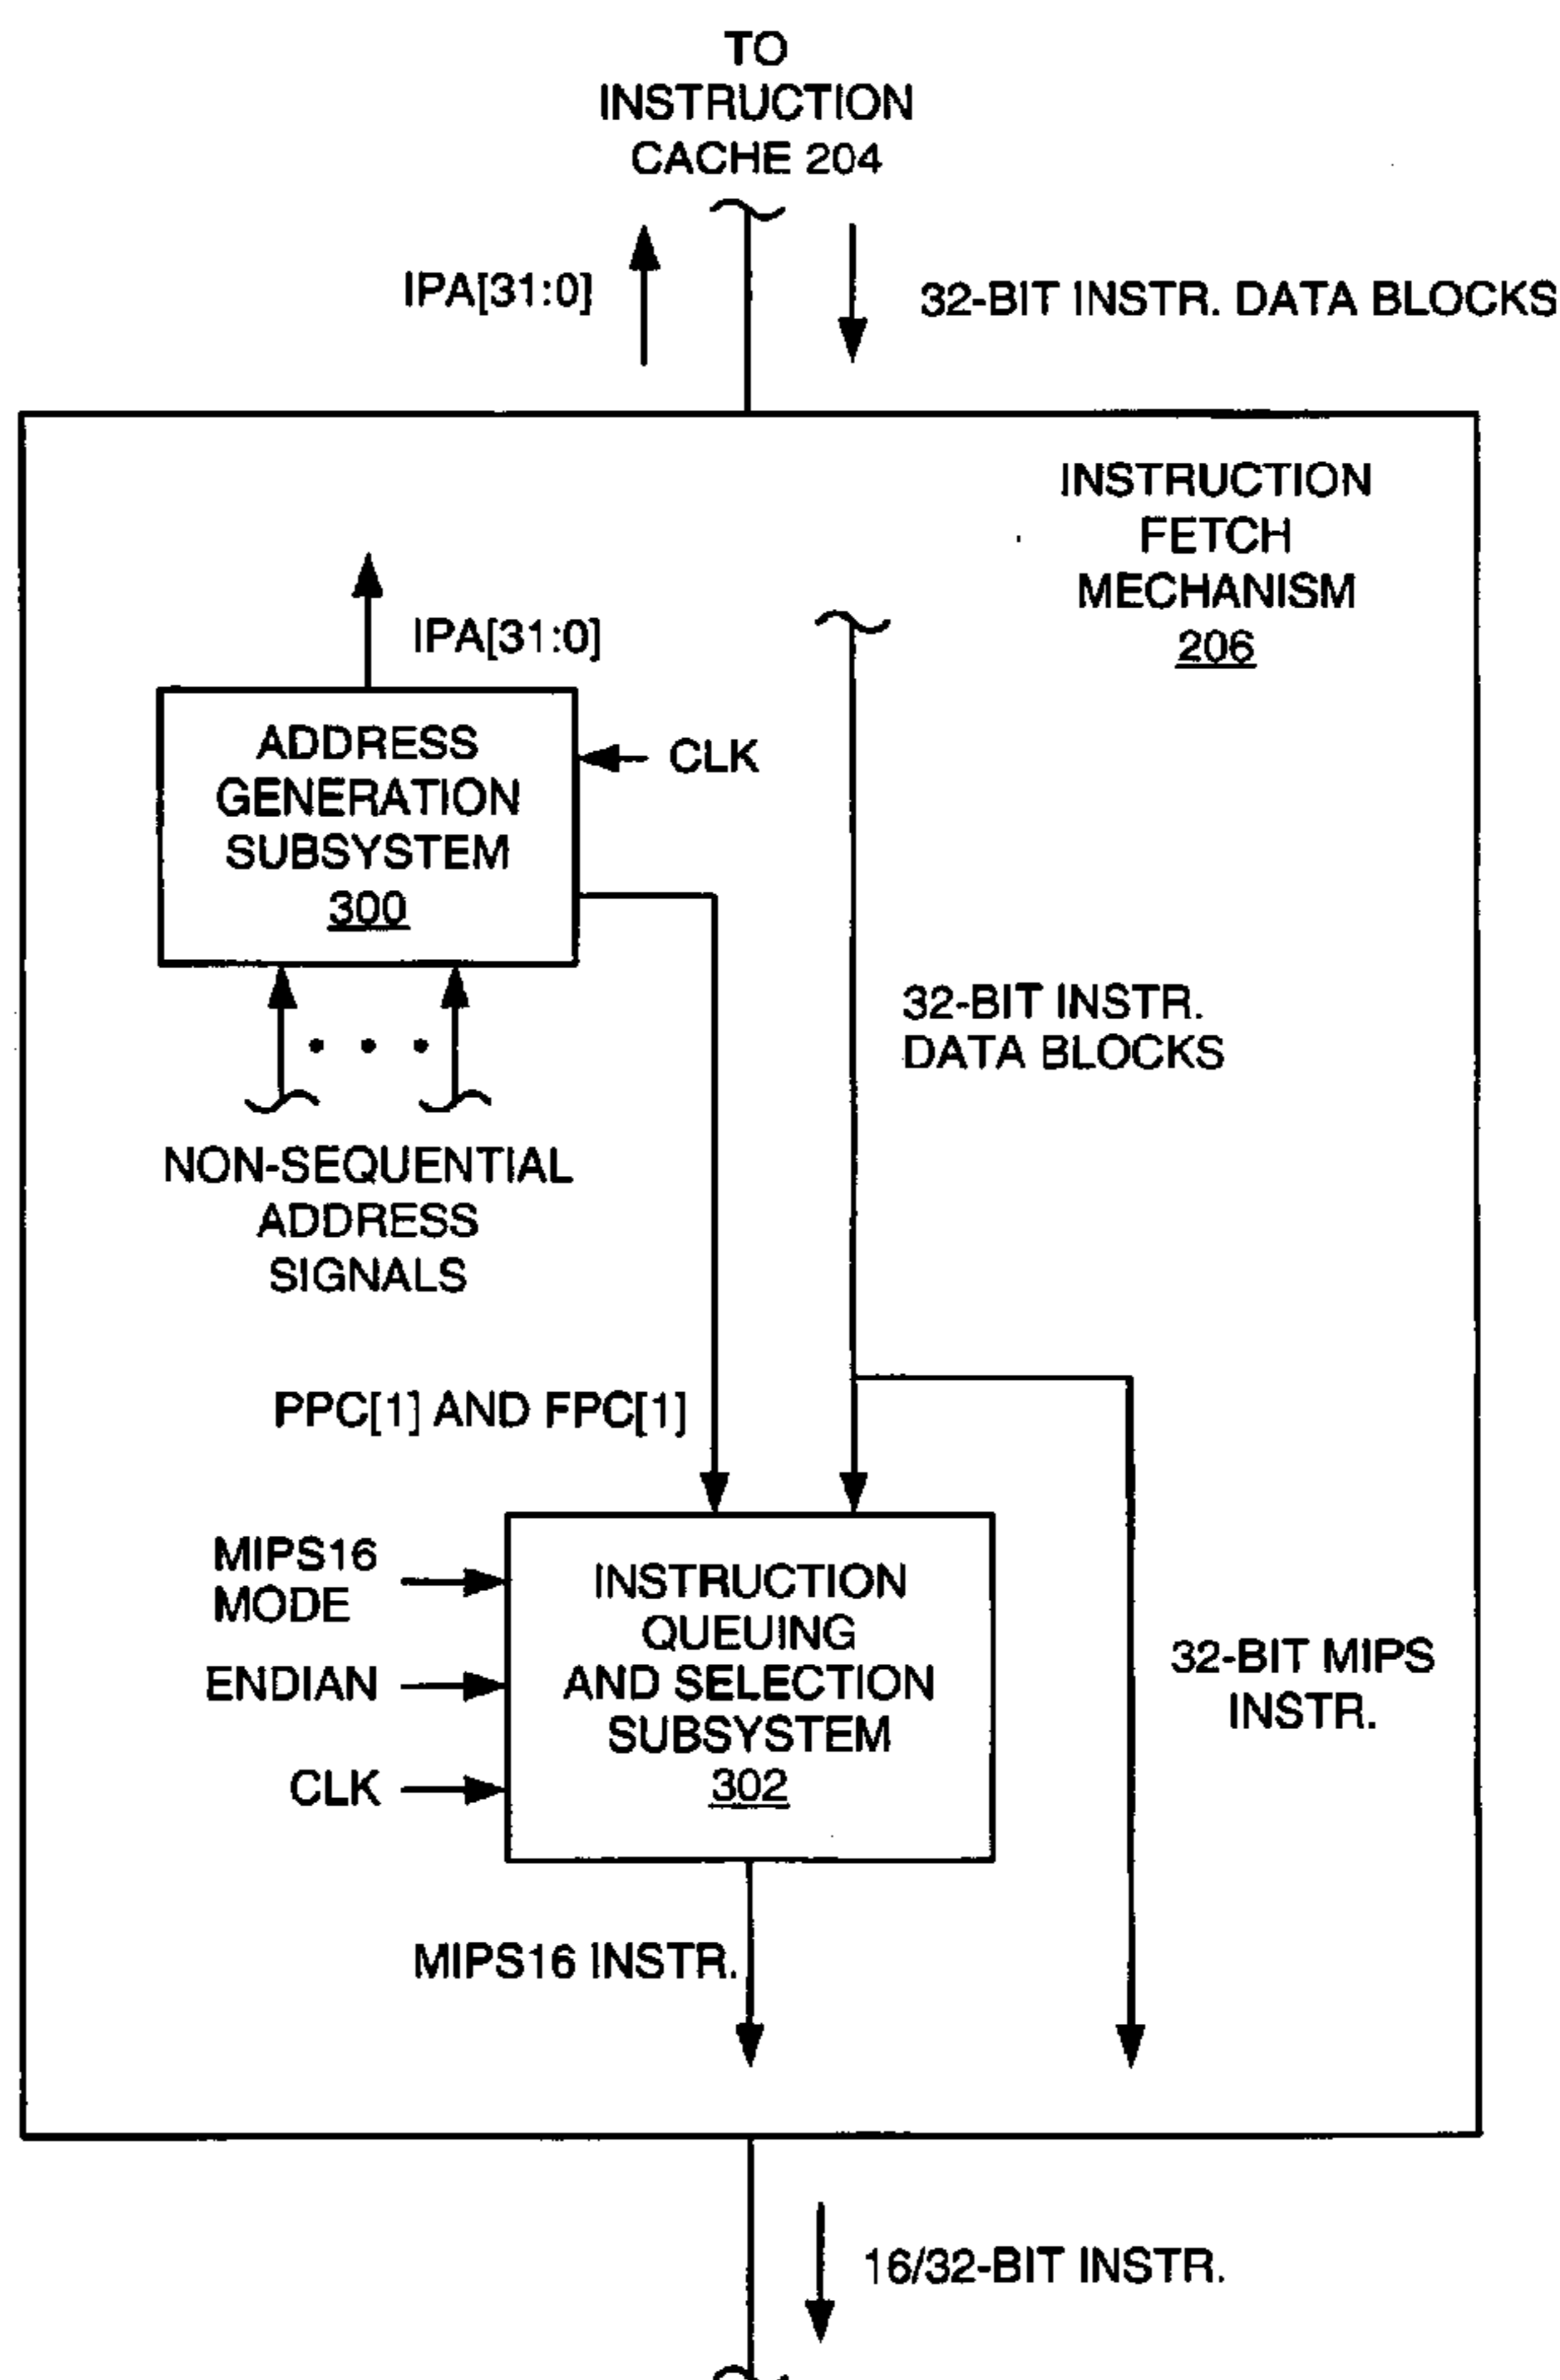 TO
INSTRUCTION
CACHE 204
IPA[31:0]
32-BIT INSTR. DATA BLOCKS
INSTRUCTION
FETCH
MECHANISM
206
IPA[31:0]
ADDRESS
GENERATION
SUBSYSTEM
300
CLK
32-BIT INSTR.
DATA BLOCKS
NON-SEQUENTIAL
ADDRESS
SIGNALS
PPC[1] AND FPC[1]
MIPS16
MODE
ENDIAN
CLK
INSTRUCTION
QUEUING
AND SELECTION
SUBSYSTEM
302
32-BIT MIPS
INSTR.
MIPS16 INSTR.
16/32-BIT INSTR.